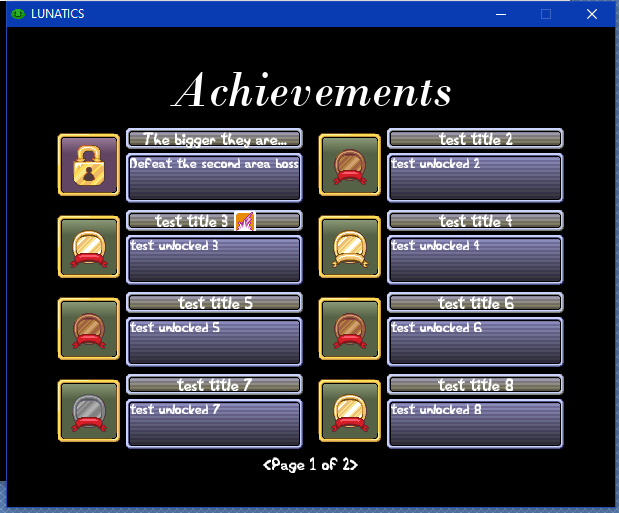 LUNATICS
Achievements
The bigger they are...
Defeat the second area boss
test title 2
test unlocked 2
test title 3
test unlocked 3
test title 4
test unlocked 4
test title 5
test unlocked 5
test title 6
test unlocked 6
test title 7
test unlocked 7
test title 8
test unlocked 8
<Page 1 of 2>